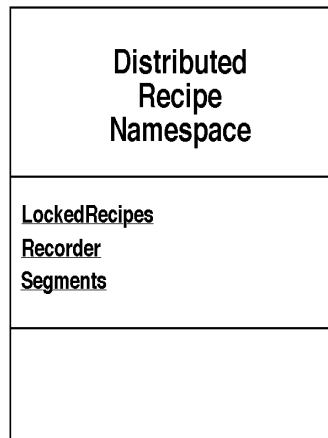 Distributed
Recipe
Namespace
LockedRecipes
Recorder
Segments